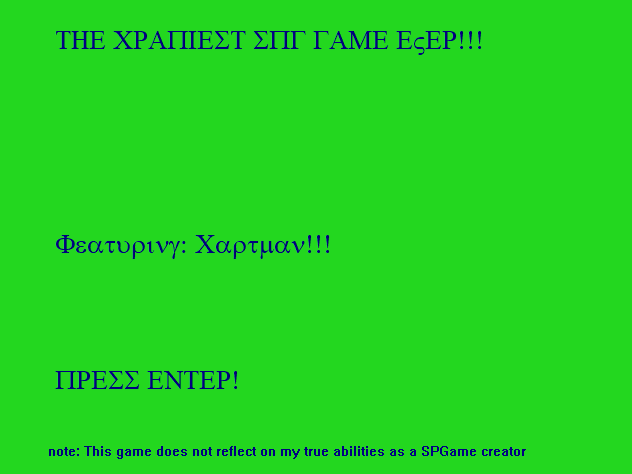 ΤΗΕ ΧΡΑΠΙΕΣΤ ΣΠΓ ΓΑΜΕ ΕςΕΡ!!!
Φεατυρινγ: Χαρτμαν!!!
ΠΡΕΣΣ ΕΝΤΕΡ!
note: This game does not reflect on my true abilities as a SPGame creator